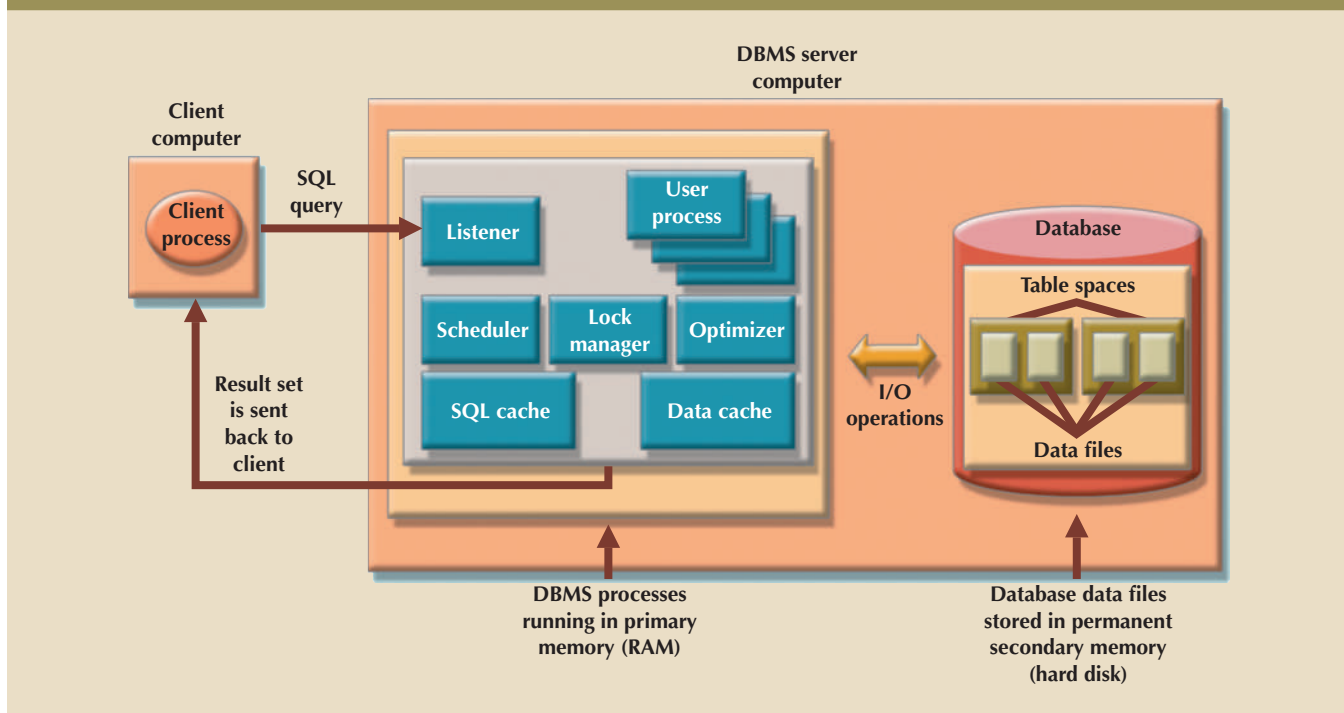 DBMS server
computer
Client
computer
SQL
query
Client
process
Listener
User
process
Scheduler
Lock
manager
Optimizer
SQL cache
Data cache
Result set
is sent
back to
client
I/O
operations
Database
Table spaces
Data files
DBMS processes
running in primary
memory (RAM)
Database data files
stored in permanent
secondary memory
(hard disk)